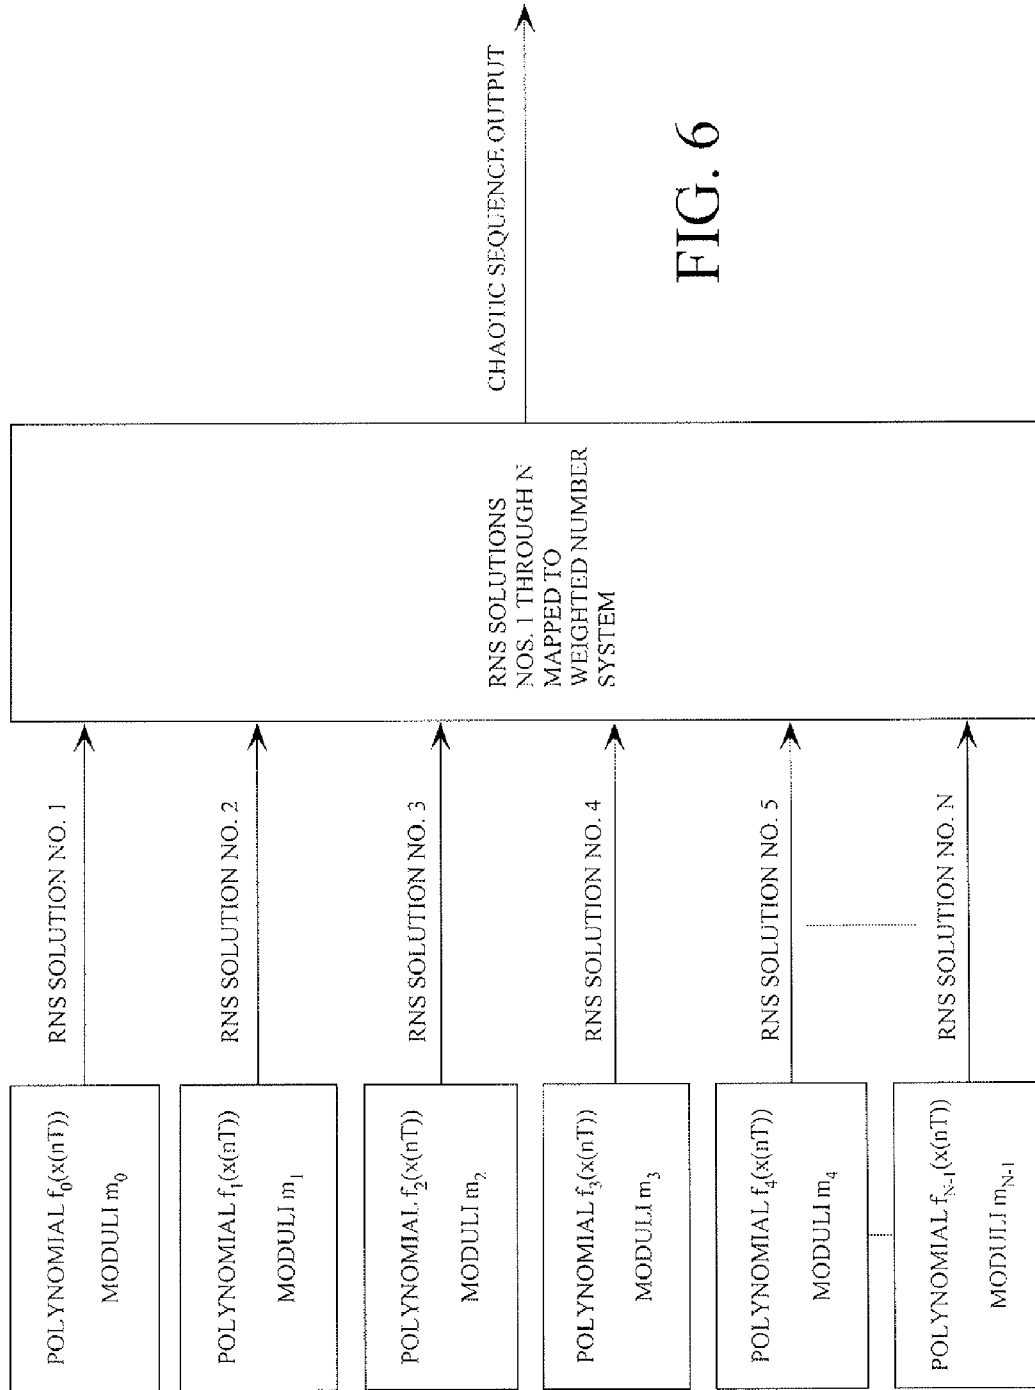 POLYNOMIAL f₀(x(nT))
MODULI m₀
RNS SOLUTION NO. 1
POLYNOMIAL f₁(x(nT))
MODULI m₁
RNS SOLUTION NO. 2
POLYNOMIAL f₂(x(nT))
MODULI m₂
RNS SOLUTION NO. 3
POLYNOMIAL f₃(x(nT))
MODULI m₃
RNS SOLUTION NO. 4
POLYNOMIAL f₄(x(nT))
MODULI m₄
RNS SOLUTION NO. 5
POLYNOMIAL f_N-1(x(nT))
MODULI m_N-1
RNS SOLUTION NO. N
RNS SOLUTIONS
NOS. 1 THROUGH N
MAPPED TO
WEIGHTED NUMBER
SYSTEM
CHAOTIC SEQUENCE OUTPUT
FIG. 6